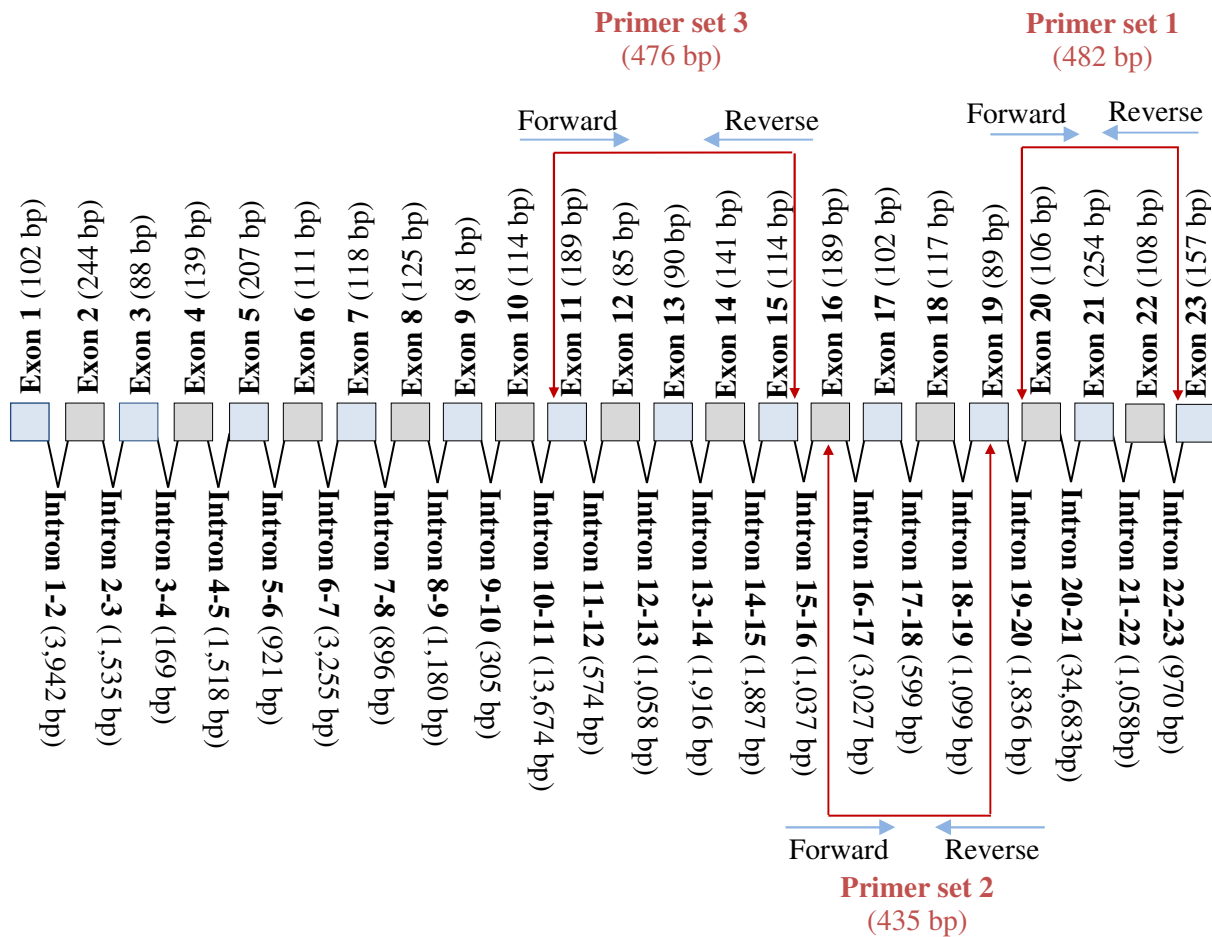 Primer set 3
(476 bp)
Primer set 1
(482 bp)
Forward
Reverse
Forward
Reverse
Exon 1 (102 bp)
Exon 2 (244 bp)
Exon 3 (88 bp)
Exon 4 (139 bp)
Exon 5 (207 bp)
Exon 6 (111 bp)
Exon 7 (118 bp)
Exon 8 (125 bp)
Exon 9 (81 bp)
Exon 10 (114 bp)
Exon 11 (189 bp)
Exon 12 (85 bp)
Exon 13 (90 bp)
Exon 14 (141 bp)
Exon 15 (114 bp)
Exon 16 (189 bp)
Exon 17 (102 bp)
Exon 18 (117 bp)
Exon 19 (89 bp)
Exon 20 (106 bp)
Exon 21 (254 bp)
Exon 22 (108 bp)
Exon 23 (157 bp)
Intron 1-2 (3,942 bp)
Intron 2-3 (1,535 bp)
Intron 3-4 (169 bp)
Intron 4-5 (1,518 bp)
Intron 5-6 (921 bp)
Intron 6-7 (3,255 bp)
Intron 7-8 (896 bp)
Intron 8-9 (1,180 bp)
Intron 9-10 (305 bp)
Intron 10-11 (13,674 bp)
Intron 11-12 (574 bp)
Intron 12-13 (1,058 bp)
Intron 13-14 (1,916 bp)
Intron 14-15 (1,887 bp)
Intron 15-16 (1,037 bp)
Intron 16-17 (3,027 bp)
Intron 17-18 (599 bp)
Intron 18-19 (1,099 bp)
Intron 19-20 (1,836 bp)
Intron 20-21 (34,683bp)
Intron 21-22 (1,058bp)
Intron 22-23 (970 bp)
Forward
Reverse
Primer set 2
(435 bp)